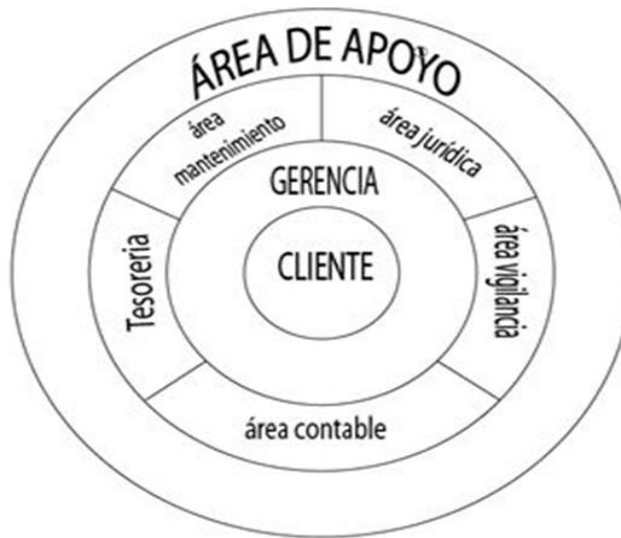 ÁREA DE APOYO
área
mantenimiento
área jurídica
GERENCIA
CLIENTE
Tesoreria
área vigilancia
área contable